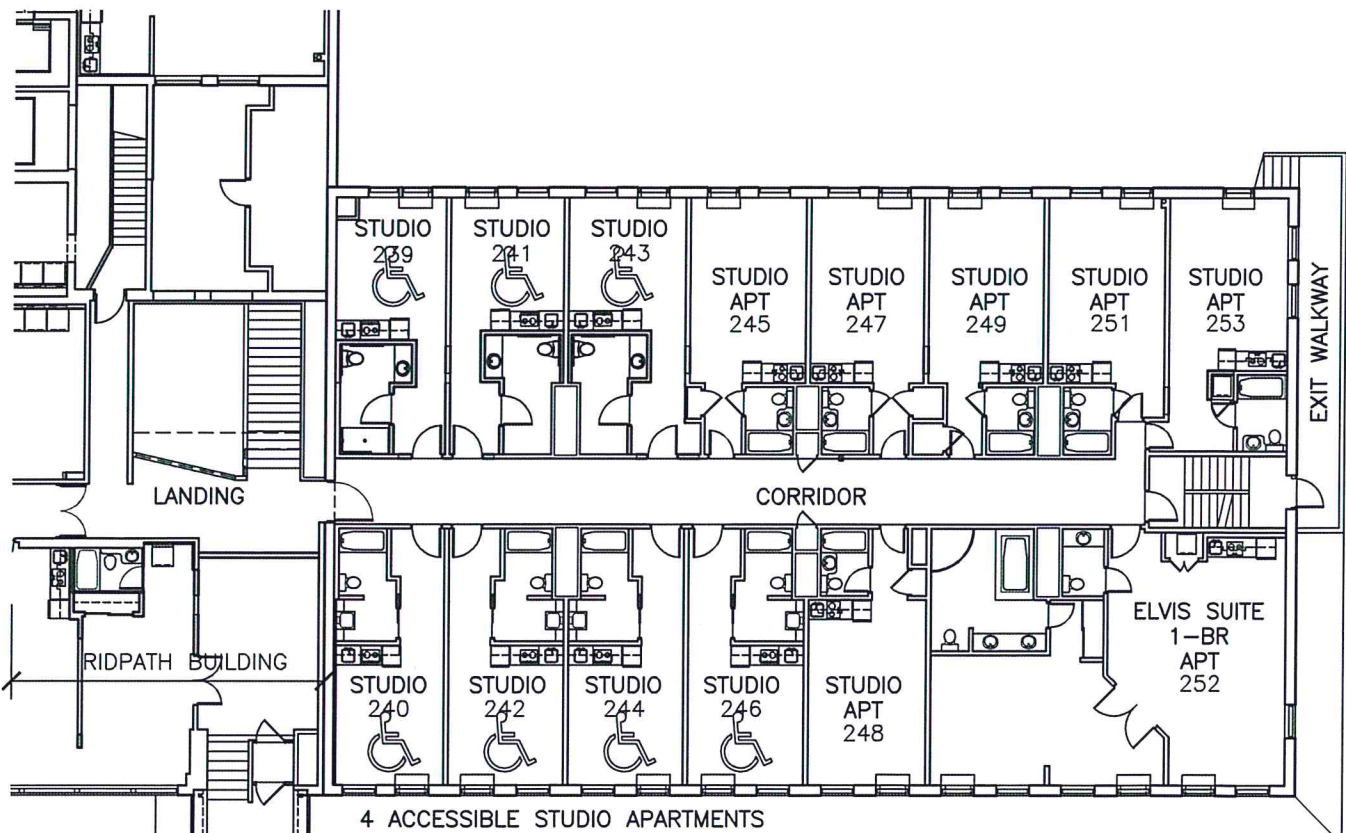 STUDIO
239
STUDIO
241
STUDIO
243
STUDIO
APT
245
STUDIO
APT
247
STUDIO
APT
249
STUDIO
APT
251
STUDIO
APT
253
EXIT WALKWAY
LANDING
CORRIDOR
RIDPATH BUILDING
STUDIO
240
STUDIO
242
STUDIO
244
STUDIO
246
STUDIO
APT
248
ELVIS SUITE
1-BR
APT
252
4 ACCESSIBLE STUDIO APARTMENTS